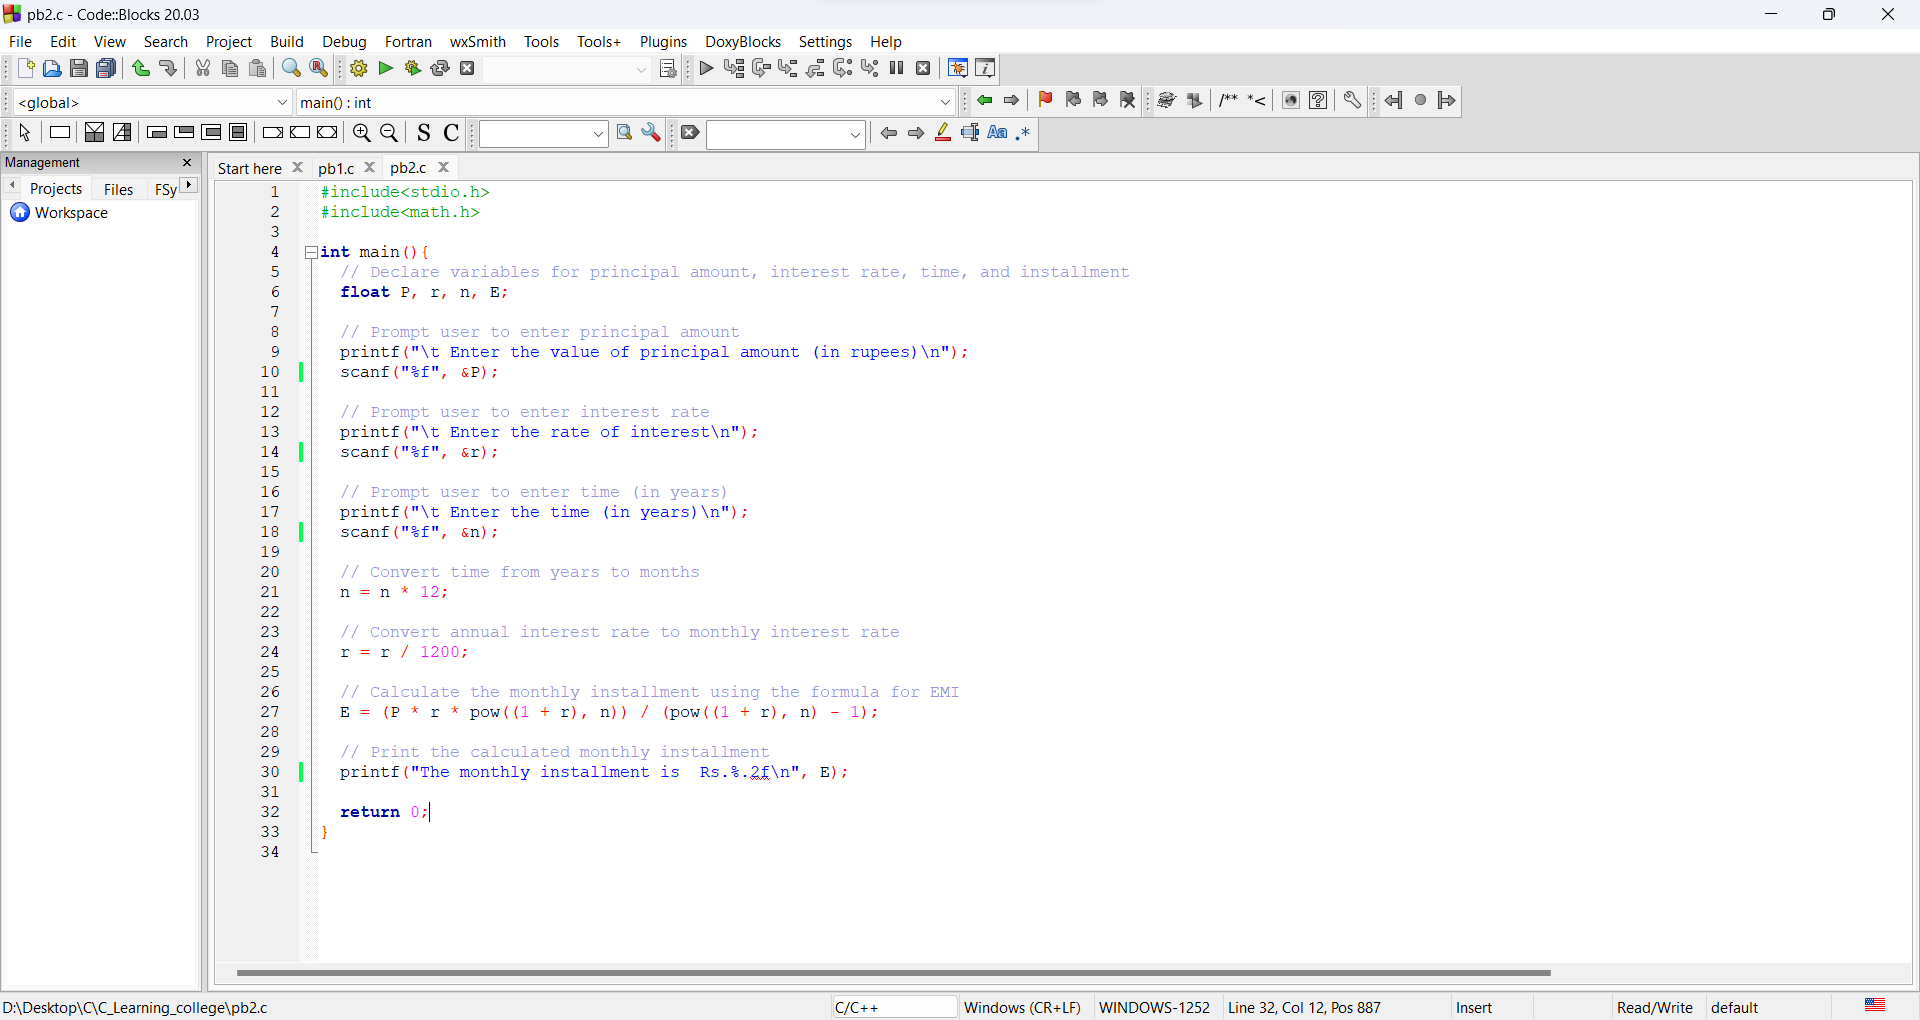 pb2.c - Code::Blocks 20.03
File Edit View Search Project Build Debug Fortran wxSmith Tools Tools+ Plugins DoxyBlocks Settings Help
<global> main() : int /** *<
S C Aa .*
Management
Start here pb1.c pb2.c
Projects Files FSy
Workspace
1 #include<stdio.h>
2 #include<math.h>
3
4 int main(){
5 // Declare variables for principal amount, interest rate, time, and installment
6 float P, r, n, E;
7
8 // Prompt user to enter principal amount
9 printf("\t Enter the value of principal amount (in rupees)\n");
10 scanf("%f", &P);
11
12 // Prompt user to enter interest rate
13 printf("\t Enter the rate of interest\n");
14 scanf("%f", &r);
15
16 // Prompt user to enter time (in years)
17 printf("\t Enter the time (in years)\n");
18 scanf("%f", &n);
19
20 // Convert time from years to months
21 n = n * 12;
22
23 // Convert annual interest rate to monthly interest rate
24 r = r / 1200;
25
26 // Calculate the monthly installment using the formula for EMI
27 E = (P * r * pow((1 + r), n)) / (pow((1 + r), n) - 1);
28
29 // Print the calculated monthly installment
30 printf("The monthly installment is  Rs.%.2f\n", E);
31
32 return 0;
33 }
34
D:\Desktop\C\C_Learning_college\pb2.c C/C++ Windows (CR+LF) WINDOWS-1252 Line 32, Col 12, Pos 887 Insert Read/Write default